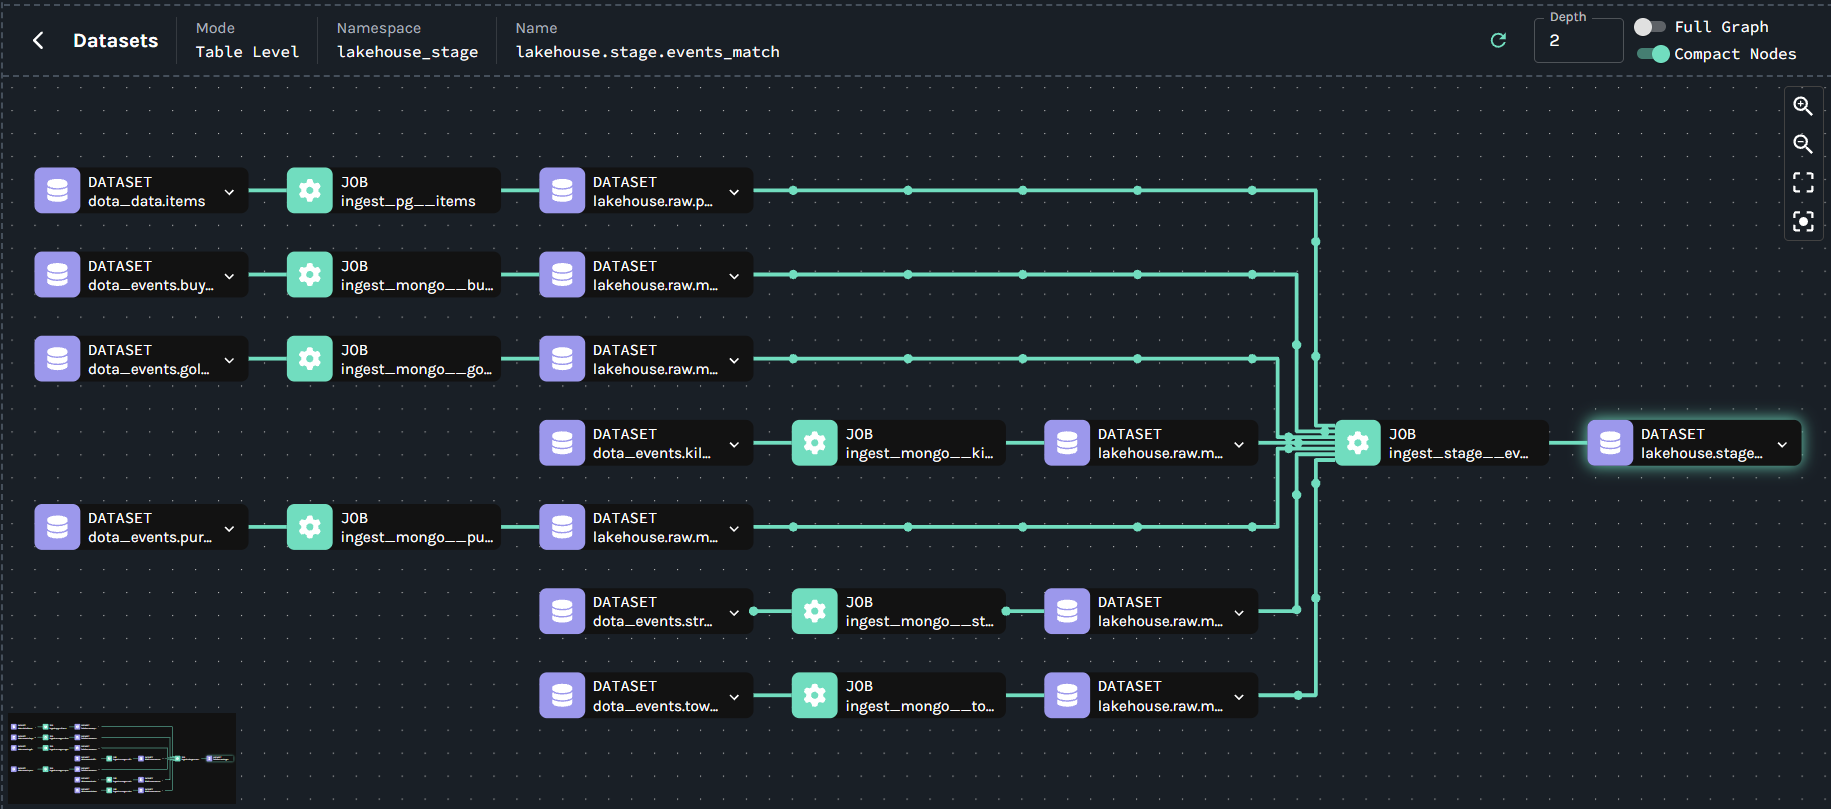 Datasets
Mode
Table Level
Namespace
lakehouse_stage
Name
lakehouse.stage.events_match
Depth
2
Full Graph
Compact Nodes
DATASET
dota_data.items
JOB
ingest_pg__items
DATASET
lakehouse.raw.p...
DATASET
dota_events.buy...
JOB
ingest_mongo__bu...
DATASET
lakehouse.raw.m...
DATASET
dota_events.gol...
JOB
ingest_mongo__go...
DATASET
lakehouse.raw.m...
DATASET
dota_events.kil...
JOB
ingest_mongo__ki...
DATASET
lakehouse.raw.m...
JOB
ingest_stage__ev...
DATASET
lakehouse.stage...
DATASET
dota_events.pur...
JOB
ingest_mongo__pu...
DATASET
lakehouse.raw.m...
DATASET
dota_events.str...
JOB
ingest_mongo__st...
DATASET
lakehouse.raw.m...
DATASET
dota_events.tow...
JOB
ingest_mongo__to...
DATASET
lakehouse.raw.m...